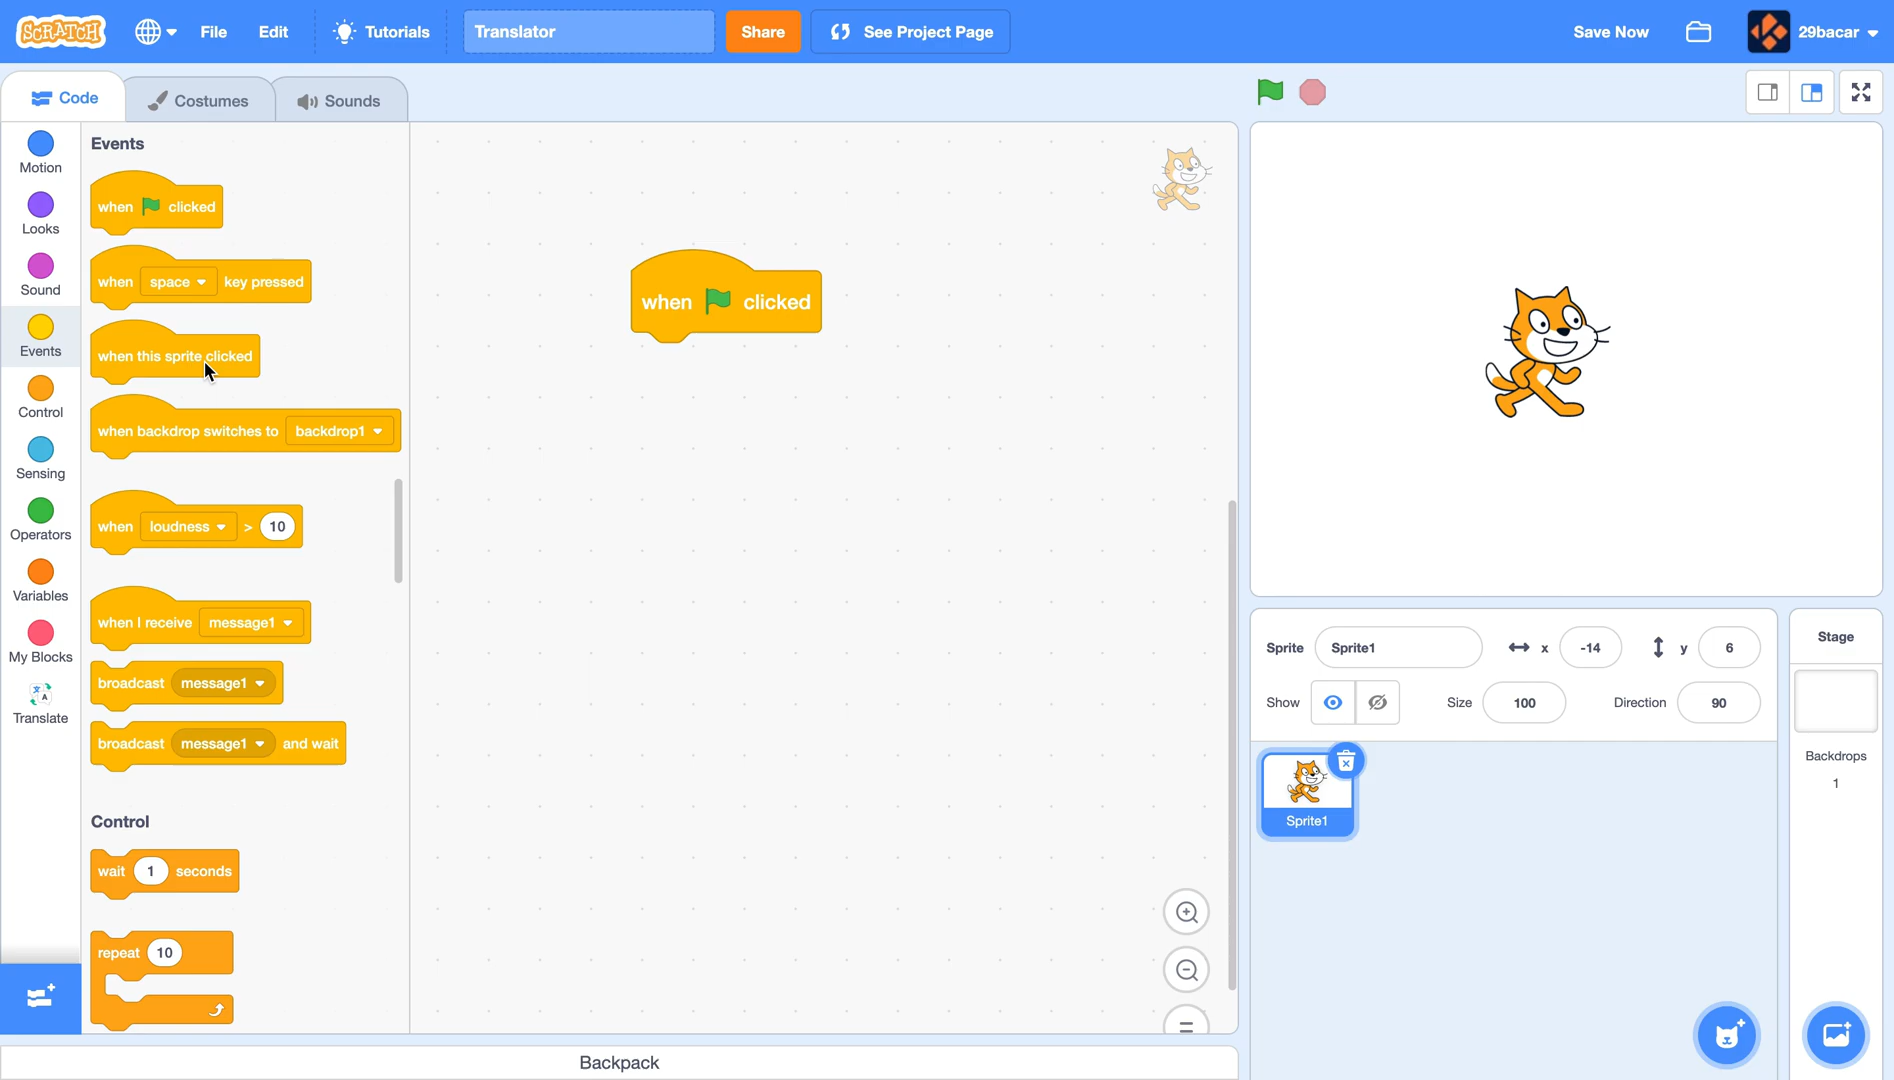 SCRATCH File Edit Tutorials Translator Share See Project Page Save Now 29bacar
Code Costumes Sounds
Motion
Looks
Sound
Events
Control
Sensing
Operators
Variables
My Blocks
Translate
Events
when clicked
when space key pressed
when this sprite clicked
when backdrop switches to backdrop1
when loudness > 10
when I receive message1
broadcast message1
broadcast message1 and wait
Control
wait 1 seconds
repeat 10
when clicked
Backpack
Sprite Sprite1 x -14 y 6
Show Size 100 Direction 90
Sprite1
Stage
Backdrops
1